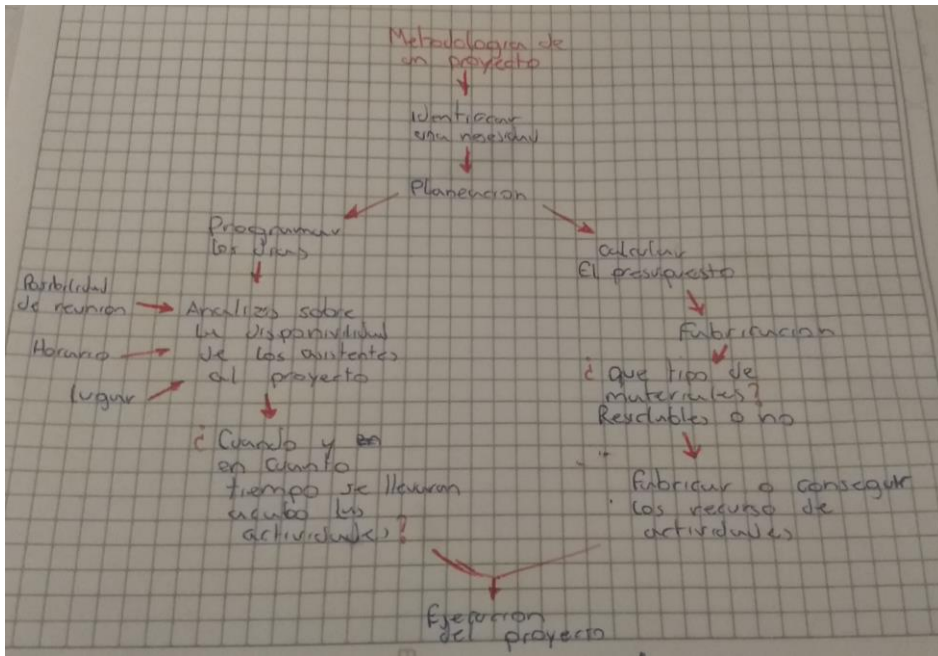 Metodologia de
un proyecto
identificar
una nesesidad
Planeacion
Programar
los dias
Posibilidad
de reunion
Horario
lugar
Analizis sobre
la disponividad
de los asistentes
al proyecto
¿Cuando y en
en cuanto
tiempo se llevaran
acabo las
actividades?
calcular
El presupuesto
Fabricacion
¿que tipo de
materiales?
Resiclables o no
Fabricar o conseguir
los recurso de
actividades
Ejecucion
del proyecto